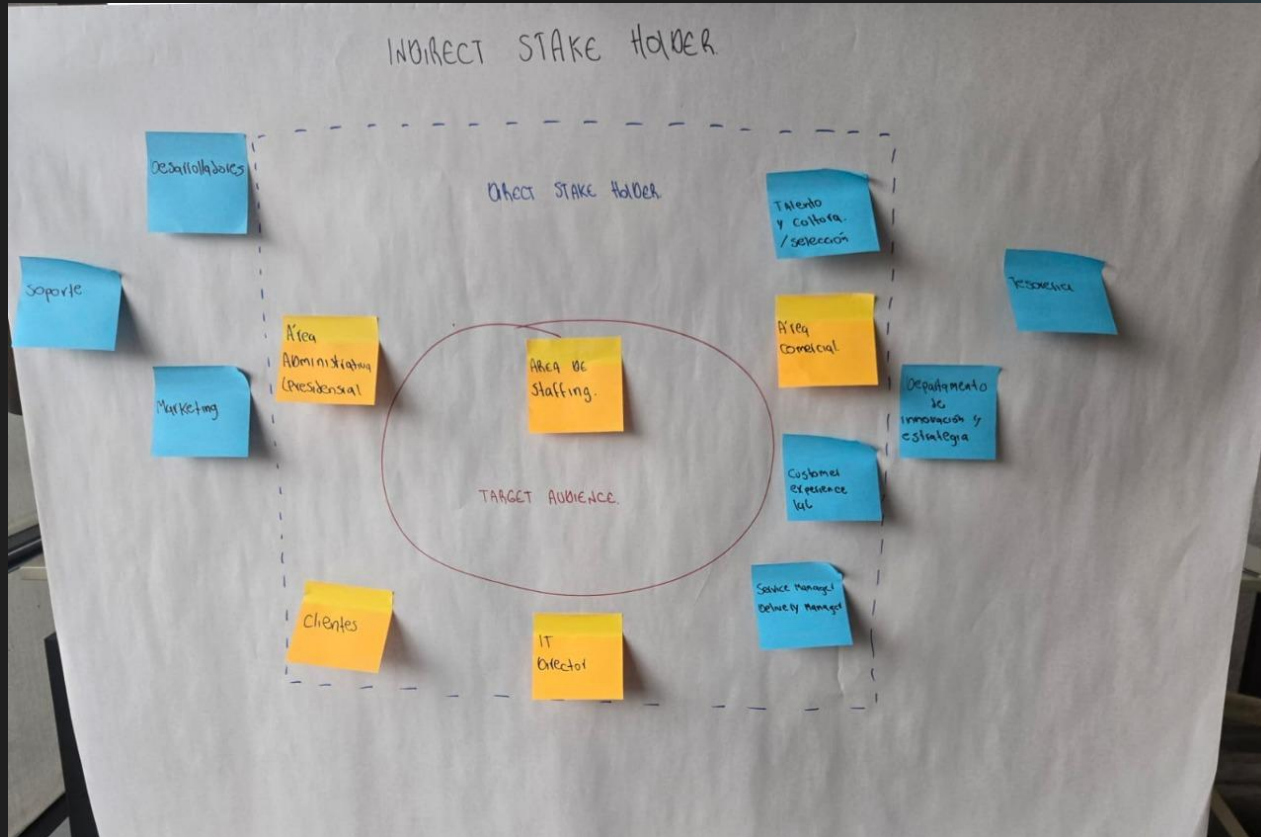 INDIRECT STAKE HOLDER
Desarrolladores
DIRECT STAKE HOLDER
Talento
y Cultura.
/selección
Soporte
Tesorería
Área
Administrativa
(Presidensial
AREA DE
Staffing.
Área
comercial
Marketing
Departamento
de
innovación y
estrategia
Customer
experience
lab
TARGET AUDIENCE.
Clientes
IT
Director
Service Manager
Delivery Manager